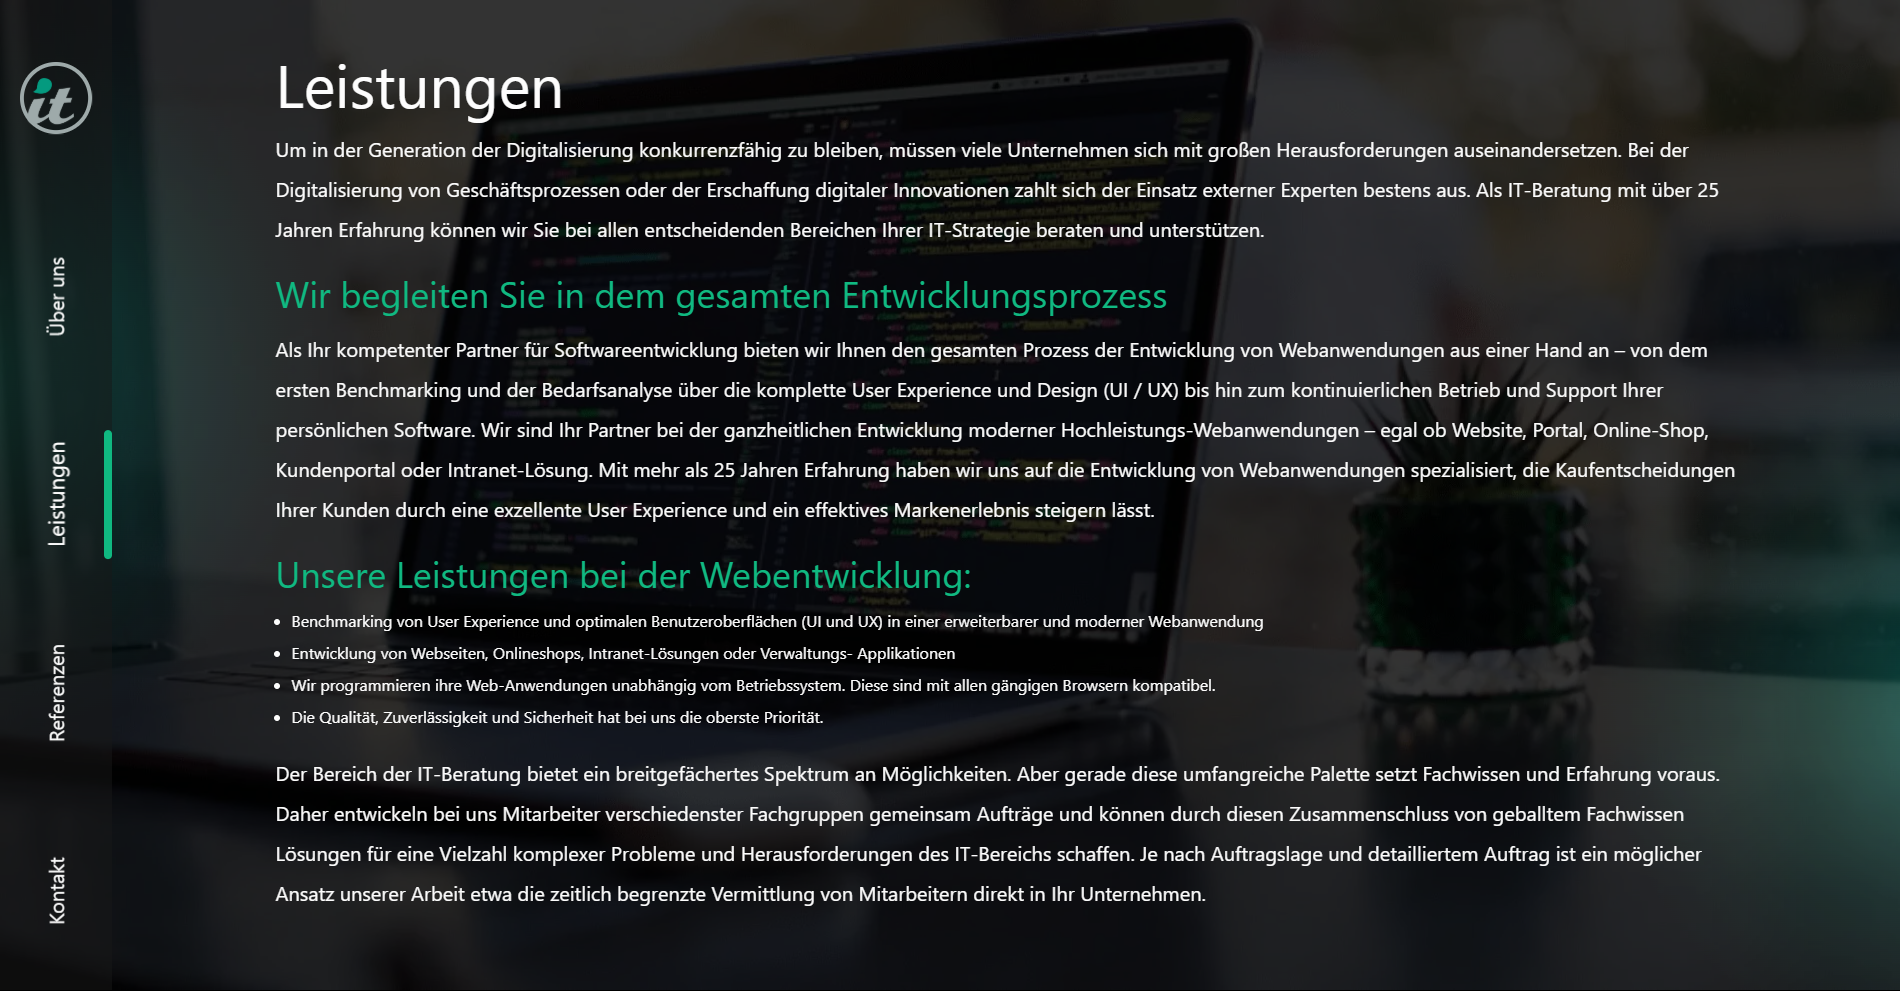 it
Leistungen
Um in der Generation der Digitalisierung konkurrenzfähig zu bleiben, müssen viele Unternehmen sich mit großen Herausforderungen auseinandersetzen. Bei der
Digitalisierung von Geschäftsprozessen oder der Erschaffung digitaler Innovationen zahlt sich der Einsatz externer Experten bestens aus. Als IT-Beratung mit über 25
Jahren Erfahrung können wir Sie bei allen entscheidenden Bereichen Ihrer IT-Strategie beraten und unterstützen.
Wir begleiten Sie in dem gesamten Entwicklungsprozess
Als Ihr kompetenter Partner für Softwareentwicklung bieten wir Ihnen den gesamten Prozess der Entwicklung von Webanwendungen aus einer Hand an – von dem
ersten Benchmarking und der Bedarfsanalyse über die komplette User Experience und Design (UI / UX) bis hin zum kontinuierlichen Betrieb und Support Ihrer
persönlichen Software. Wir sind Ihr Partner bei der ganzheitlichen Entwicklung moderner Hochleistungs-Webanwendungen – egal ob Website, Portal, Online-Shop,
Kundenportal oder Intranet-Lösung. Mit mehr als 25 Jahren Erfahrung haben wir uns auf die Entwicklung von Webanwendungen spezialisiert, die Kaufentscheidungen
Ihrer Kunden durch eine exzellente User Experience und ein effektives Markenerlebnis steigern lässt.
Unsere Leistungen bei der Webentwicklung:
• Benchmarking von User Experience und optimalen Benutzeroberflächen (UI und UX) in einer erweiterbarer und moderner Webanwendung
• Entwicklung von Webseiten, Onlineshops, Intranet-Lösungen oder Verwaltungs- Applikationen
• Wir programmieren ihre Web-Anwendungen unabhängig vom Betriebssystem. Diese sind mit allen gängigen Browsern kompatibel.
• Die Qualität, Zuverlässigkeit und Sicherheit hat bei uns die oberste Priorität.
Der Bereich der IT-Beratung bietet ein breitgefächertes Spektrum an Möglichkeiten. Aber gerade diese umfangreiche Palette setzt Fachwissen und Erfahrung voraus.
Daher entwickeln bei uns Mitarbeiter verschiedenster Fachgruppen gemeinsam Aufträge und können durch diesen Zusammenschluss von geballtem Fachwissen
Lösungen für eine Vielzahl komplexer Probleme und Herausforderungen des IT-Bereichs schaffen. Je nach Auftragslage und detailliertem Auftrag ist ein möglicher
Ansatz unserer Arbeit etwa die zeitlich begrenzte Vermittlung von Mitarbeitern direkt in Ihr Unternehmen.
Über uns
Leistungen
Referenzen
Kontakt